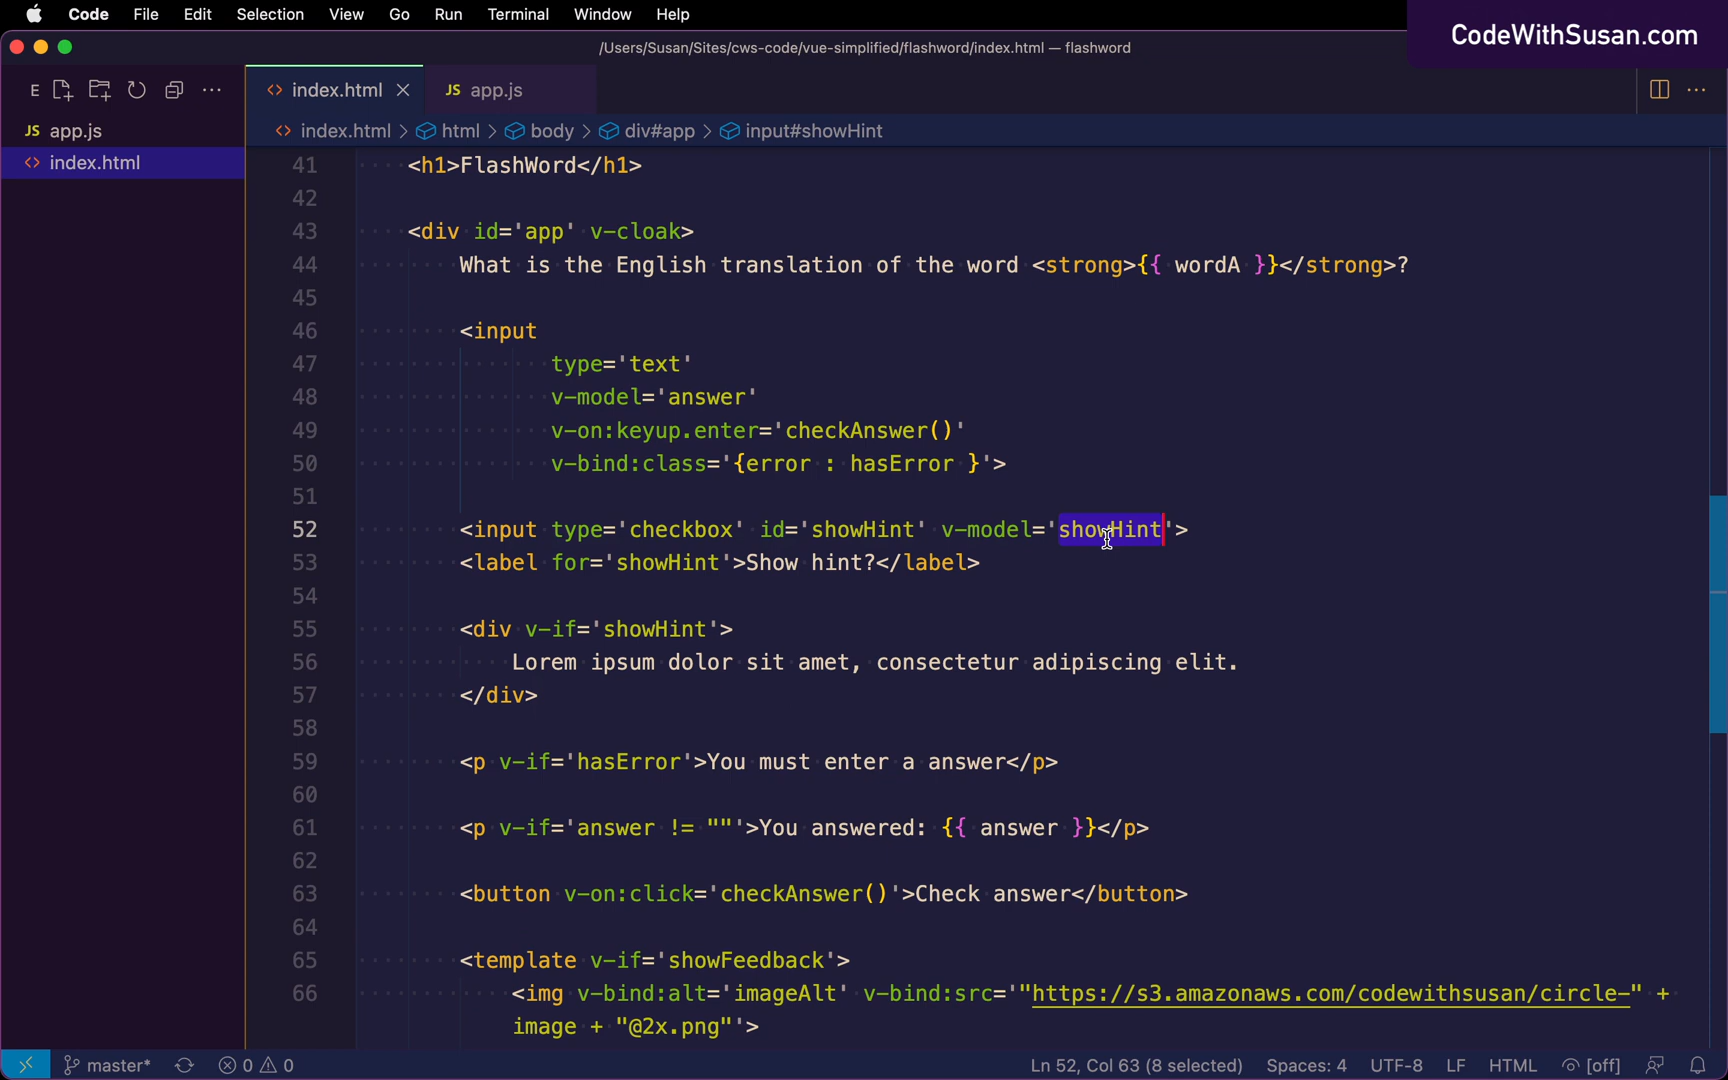 Code File Edit Selection View Go Run Terminal Window Help
CodeWithSusan.com
/Users/Susan/Sites/cws-code/vue-simplified/flashword/index.html — flashword
E
index.html
JS app.js
JS app.js
index.html
index.html > html > body > div#app > input#showHint
41 <h1>FlashWord</h1>
42
43 <div id='app' v-cloak>
44 What is the English translation of the word <strong>{{ wordA }}</strong>?
45
46 <input
47 type='text'
48 v-model='answer'
49 v-on:keyup.enter='checkAnswer()'
50 v-bind:class='{error : hasError }'>
51
52 <input type='checkbox' id='showHint' v-model='showHint'>
53 <label for='showHint'>Show hint?</label>
54
55 <div v-if='showHint'>
56 Lorem ipsum dolor sit amet, consectetur adipiscing elit.
57 </div>
58
59 <p v-if='hasError'>You must enter a answer</p>
60
61 <p v-if='answer != ""'>You answered: {{ answer }}</p>
62
63 <button v-on:click='checkAnswer()'>Check answer</button>
64
65 <template v-if='showFeedback'>
66 <img v-bind:alt='imageAlt' v-bind:src='"https://s3.amazonaws.com/codewithsusan/circle-" +
image + "@2x.png"'>
master* 0 0 Ln 52, Col 63 (8 selected) Spaces: 4 UTF-8 LF HTML [off]